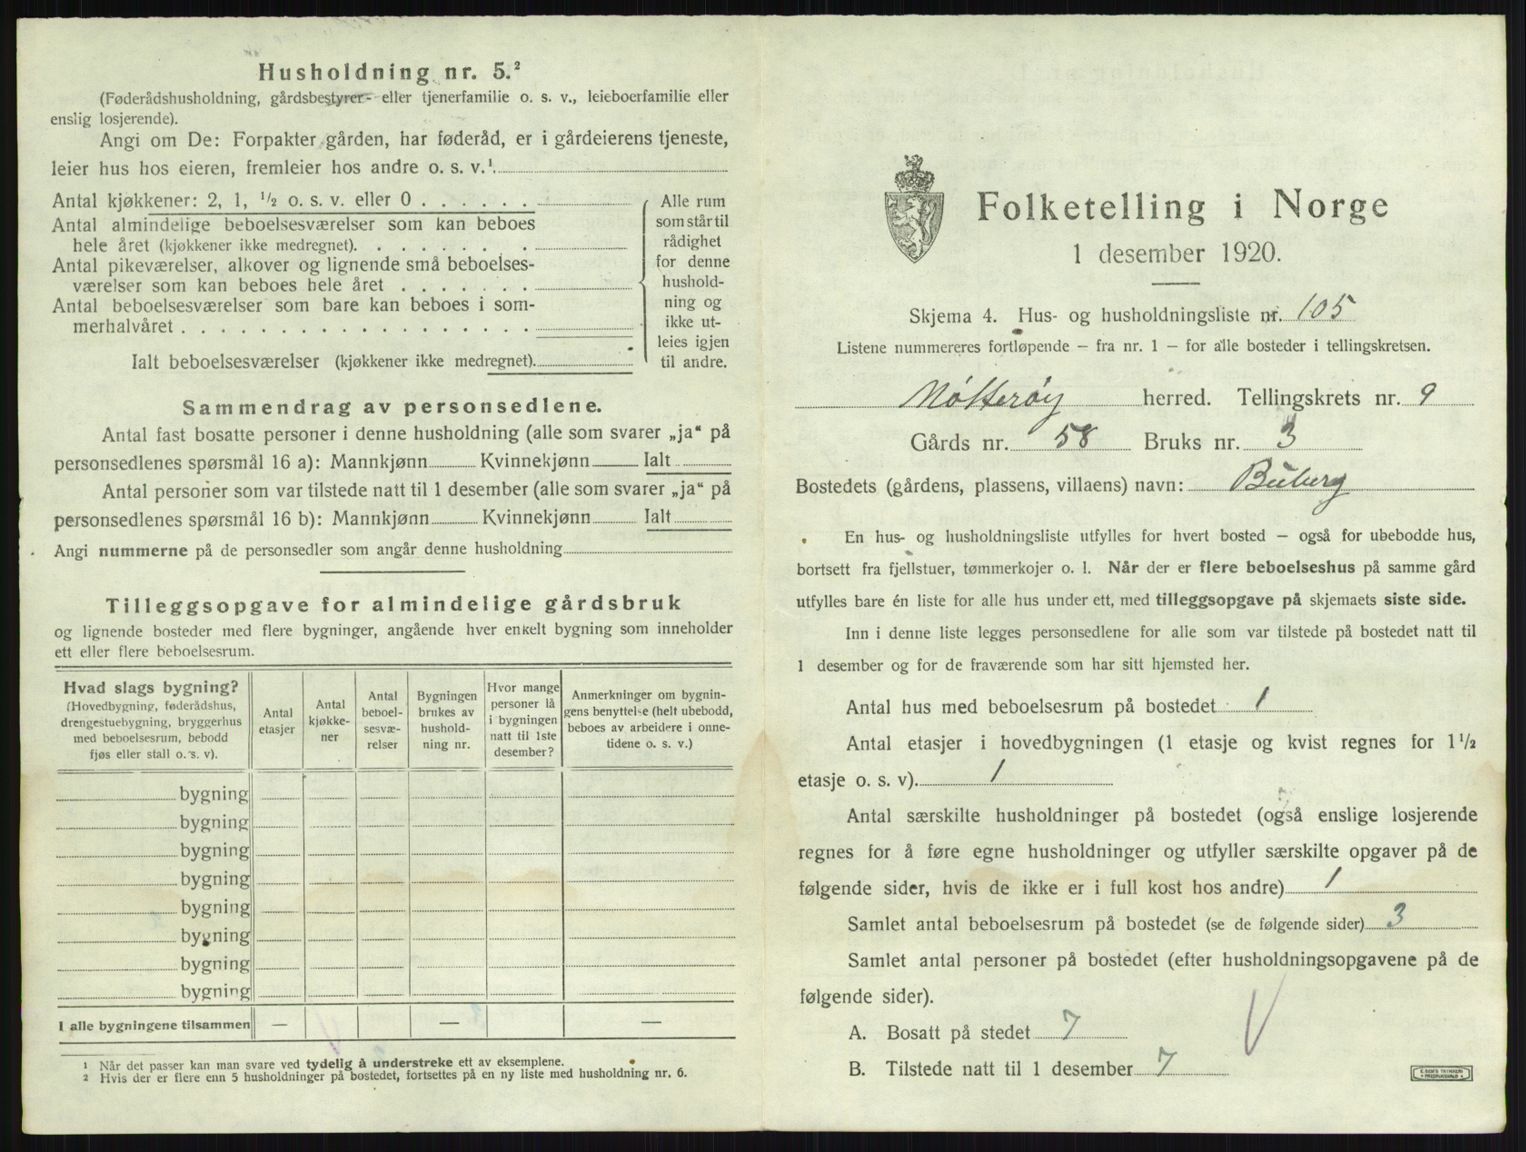 Husholdning nr. 5.²
(Føderådshusholdning, gårdsbestyrer- eller tjenerfamilie o. s. v., leieboerfamilie eller
enslig losjerende).
Angi om De: Forpakter gården, har føderåd, er i gårdeierens tjeneste,
leier hus hos eieren, fremleier hos andre o. s. v.¹.
Antal kjøkkener: 2, 1, ½ o. s. v. eller 0 . . . . . .
Antal almindelige beboelsesværelser som kan beboes
hele året (kjøkkener ikke medregnet). . . . . . . .
Antal pikeværelser, alkover og lignende små beboelses-
værelser som kan beboes hele året . . . . . . .
Antal beboelsesværelser som bare kan beboes i som-
merhalvåret . . . . . . . . . . . . . . . . . .
Ialt beboelsesværelser (kjøkkener ikke medregnet).
Alle rum
som står til
rådighet
for denne
hushold-
ning og
ikke ut-
leies igjen
til andre.
Sammendrag av personsedlene.
Antal fast bosatte personer i denne husholdning (alle som svarer „ja“ på
personsedlenes spørsmål 16 a): Mannkjønn Kvinnekjønn Ialt
Antal personer som var tilstede natt til 1 desember (alle som svarer „ja“ på
personsedlenes spørsmål 16 b): Mannkjønn Kvinnekjønn Ialt
Angi nummerne på de personsedler som angår denne husholdning
Tilleggsopgave for almindelige gårdsbruk
og lignende bosteder med flere bygninger, angående hver enkelt bygning som inneholder
ett eller flere beboelsesrum.
Hvad slags bygning?
(Hovedbygning, føderådshus,
drengestuebygning, bryggerhus
med beboelsesrum, bebodd
fjøs eller stall o. s. v).
Antal
etasjer
Antal
kjøkke-
ner
Antal
beboel-
sesvæ-
relser
Bygningen
brukes av
hushold-
ning nr.
Hvor mange
personer lå
i bygningen
natt til 1ste
desember?
Anmerkninger om bygnin-
gens benyttelse (helt ubebodd,
beboes av arbeidere i onne-
tidene o. s. v.)
bygning
bygning
bygning
bygning
bygning
bygning
bygning
bygning
I alle bygningene tilsammen — — —
¹ Når det passer kan man svare ved tydelig å understreke ett av eksemplene.
² Hvis der er flere enn 5 husholdninger på bostedet, fortsettes på en ny liste med husholdning nr. 6.
Folketelling i Norge
1 desember 1920.
Skjema 4. Hus- og husholdningsliste nr. 105
Listene nummereres fortløpende — fra nr. 1 — for alle bosteder i tellingskretsen.
Nøtterøy herred. Tellingskrets nr. 9
Gårds nr. 58 Bruks nr. 3
Bostedets (gårdens, plassens, villaens) navn: Buberg
En hus- og husholdningsliste utfylles for hvert bosted — også for ubebodde hus,
bortsett fra fjellstuer, tømmerkojer o. l. Når der er flere beboelseshus på samme gård
utfylles bare én liste for alle hus under ett, med tilleggsopgave på skjemaets siste side.
Inn i denne liste legges personsedlene for alle som var tilstede på bostedet natt til
1 desember og for de fraværende som har sitt hjemsted her.
Antal hus med beboelsesrum på bostedet 1
Antal etasjer i hovedbygningen (1 etasje og kvist regnes for 1½
etasje o. s. v). 1
Antal særskilte husholdninger på bostedet (også enslige losjerende
regnes for å føre egne husholdninger og utfyller særskilte opgaver på de
følgende sider, hvis de ikke er i full kost hos andre) 1
Samlet antal beboelsesrum på bostedet (se de følgende sider) 3
Samlet antal personer på bostedet (efter husholdningsopgavene på de
følgende sider).
A. Bosatt på stedet 7
B. Tilstede natt til 1 desember 7